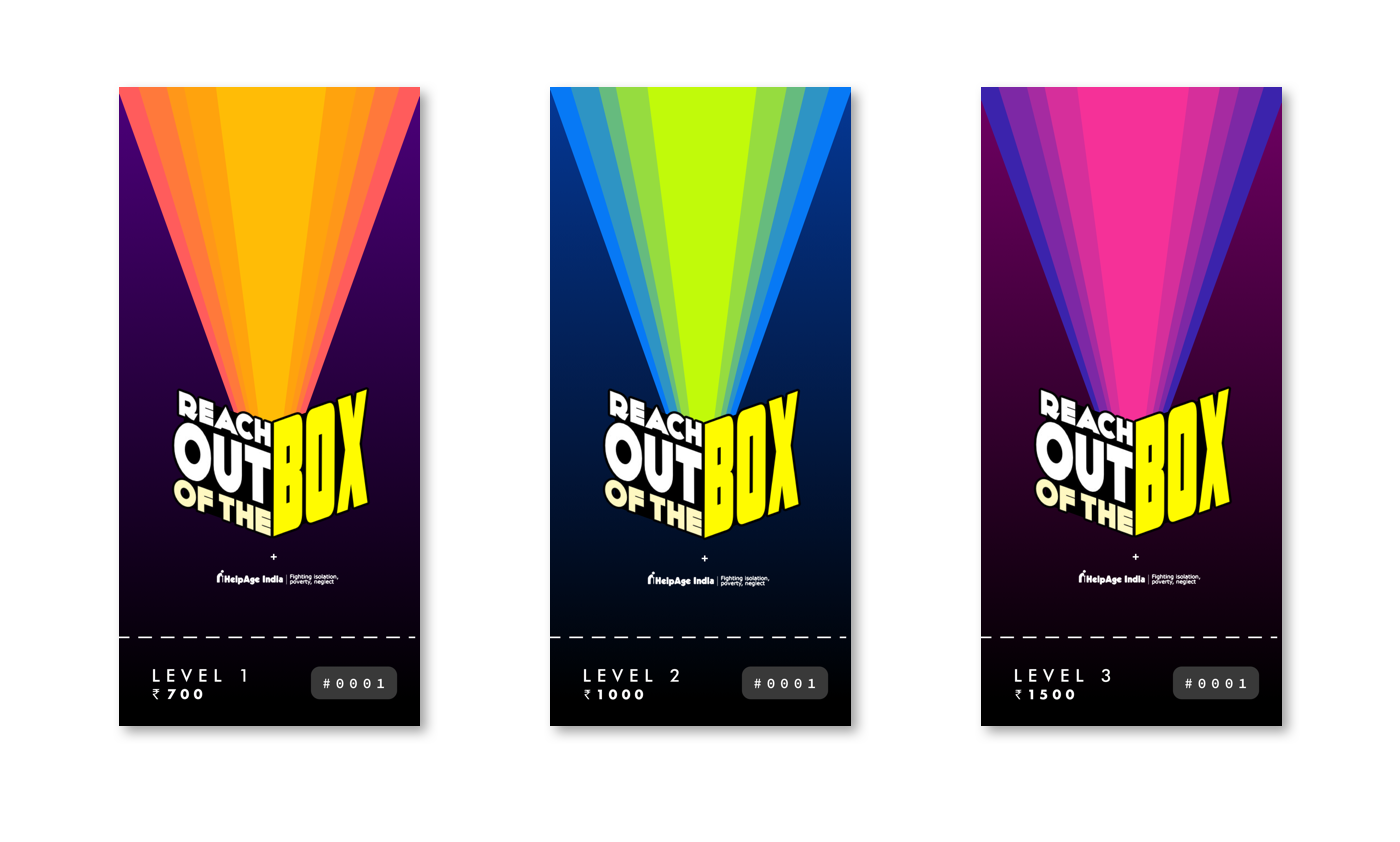 REACH
OUT
OF THE
BOX
+
HelpAge India | Fighting isolation,
poverty, neglect
LEVEL 1
₹ 700
#0001
REACH
OUT
OF THE
BOX
+
HelpAge India | Fighting isolation,
poverty, neglect
LEVEL 2
₹ 1000
#0001
REACH
OUT
OF THE
BOX
+
HelpAge India | Fighting isolation,
poverty, neglect
LEVEL 3
₹ 1500
#0001